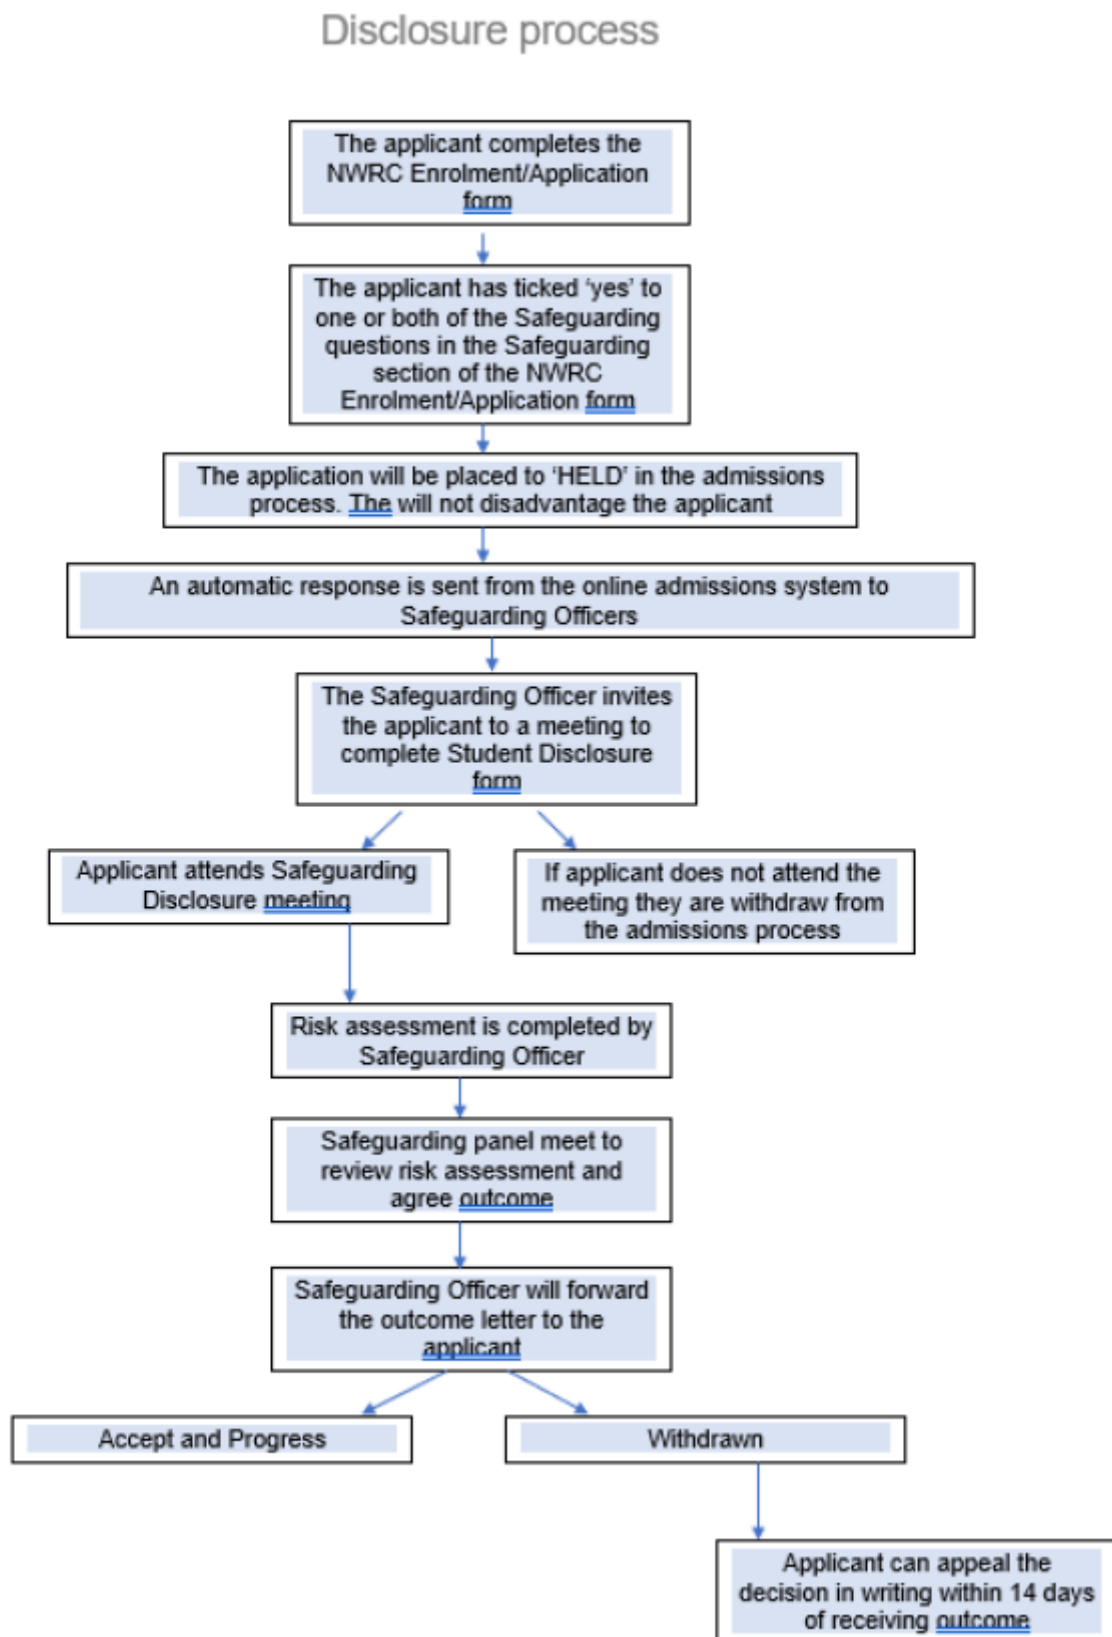 Disclosure process
The applicant completes the
NWRC Enrolment/Application
form
The applicant has ticked ‘yes’ to
one or both of the Safeguarding
questions in the Safeguarding
section of the NWRC
Enrolment/Application form
The application will be placed to ‘HELD’ in the admissions
process. The will not disadvantage the applicant
An automatic response is sent from the online admissions system to
Safeguarding Officers
The Safeguarding Officer invites
the applicant to a meeting to
complete Student Disclosure
form
Applicant attends Safeguarding
Disclosure meeting
If applicant does not attend the
meeting they are withdraw from
the admissions process
Risk assessment is completed by
Safeguarding Officer
Safeguarding panel meet to
review risk assessment and
agree outcome
Safeguarding Officer will forward
the outcome letter to the
applicant
Accept and Progress
Withdrawn
Applicant can appeal the
decision in writing within 14 days
of receiving outcome